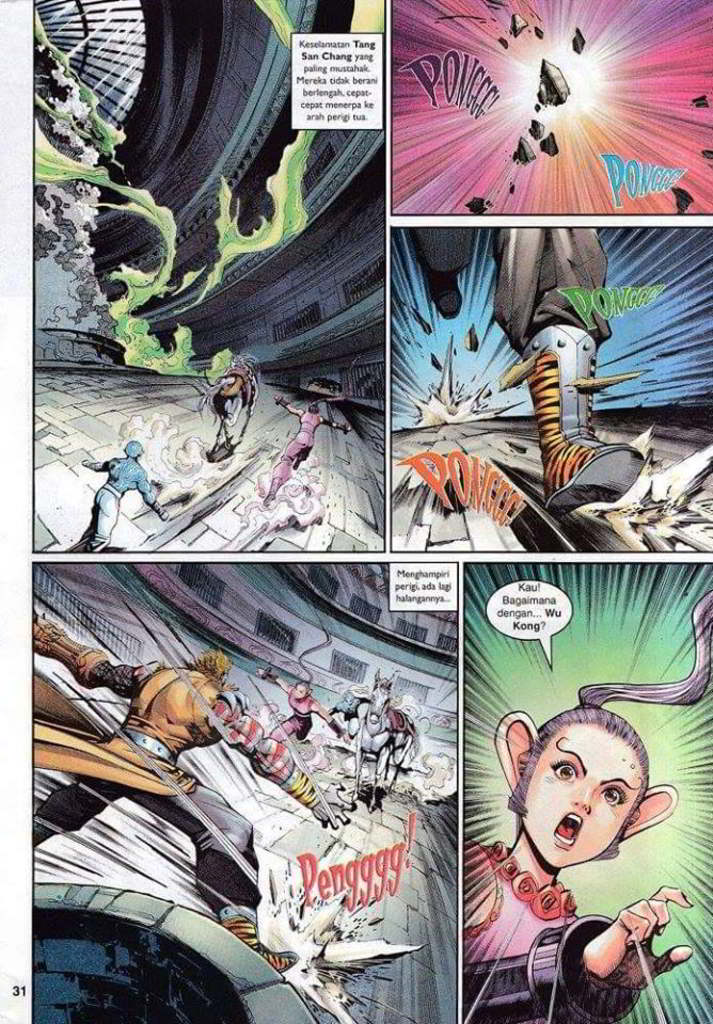 Keselamatan Tang
San Chang yang
paling mustahak.
Mereka tidak berani
berlengah, cepat-
cepat menerpa ke
arah perigi tua.
PONGGG!
PONGGG!
PONGGG!
PONGGG!
Menghampiri
perigi, ada lagi
halangannya...
Pengggg!
Kau!
Bagaimana
dengan... Wu
Kong?
31